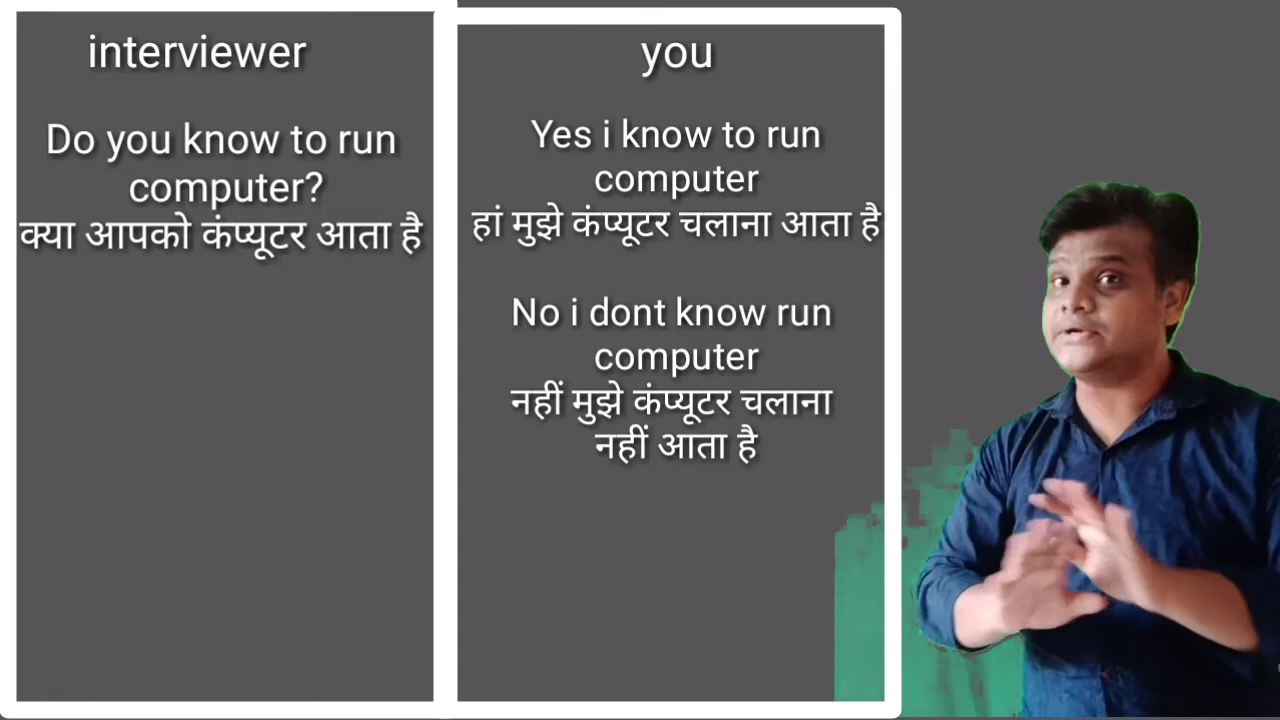 interviewer
Do you know to run
computer?
क्या आपको कंप्यूटर आता है
you
Yes i know to run
computer
हां मुझे कंप्यूटर चलाना आता है
No i dont know run
computer
नहीं मुझे कंप्यूटर चलाना
नहीं आता है